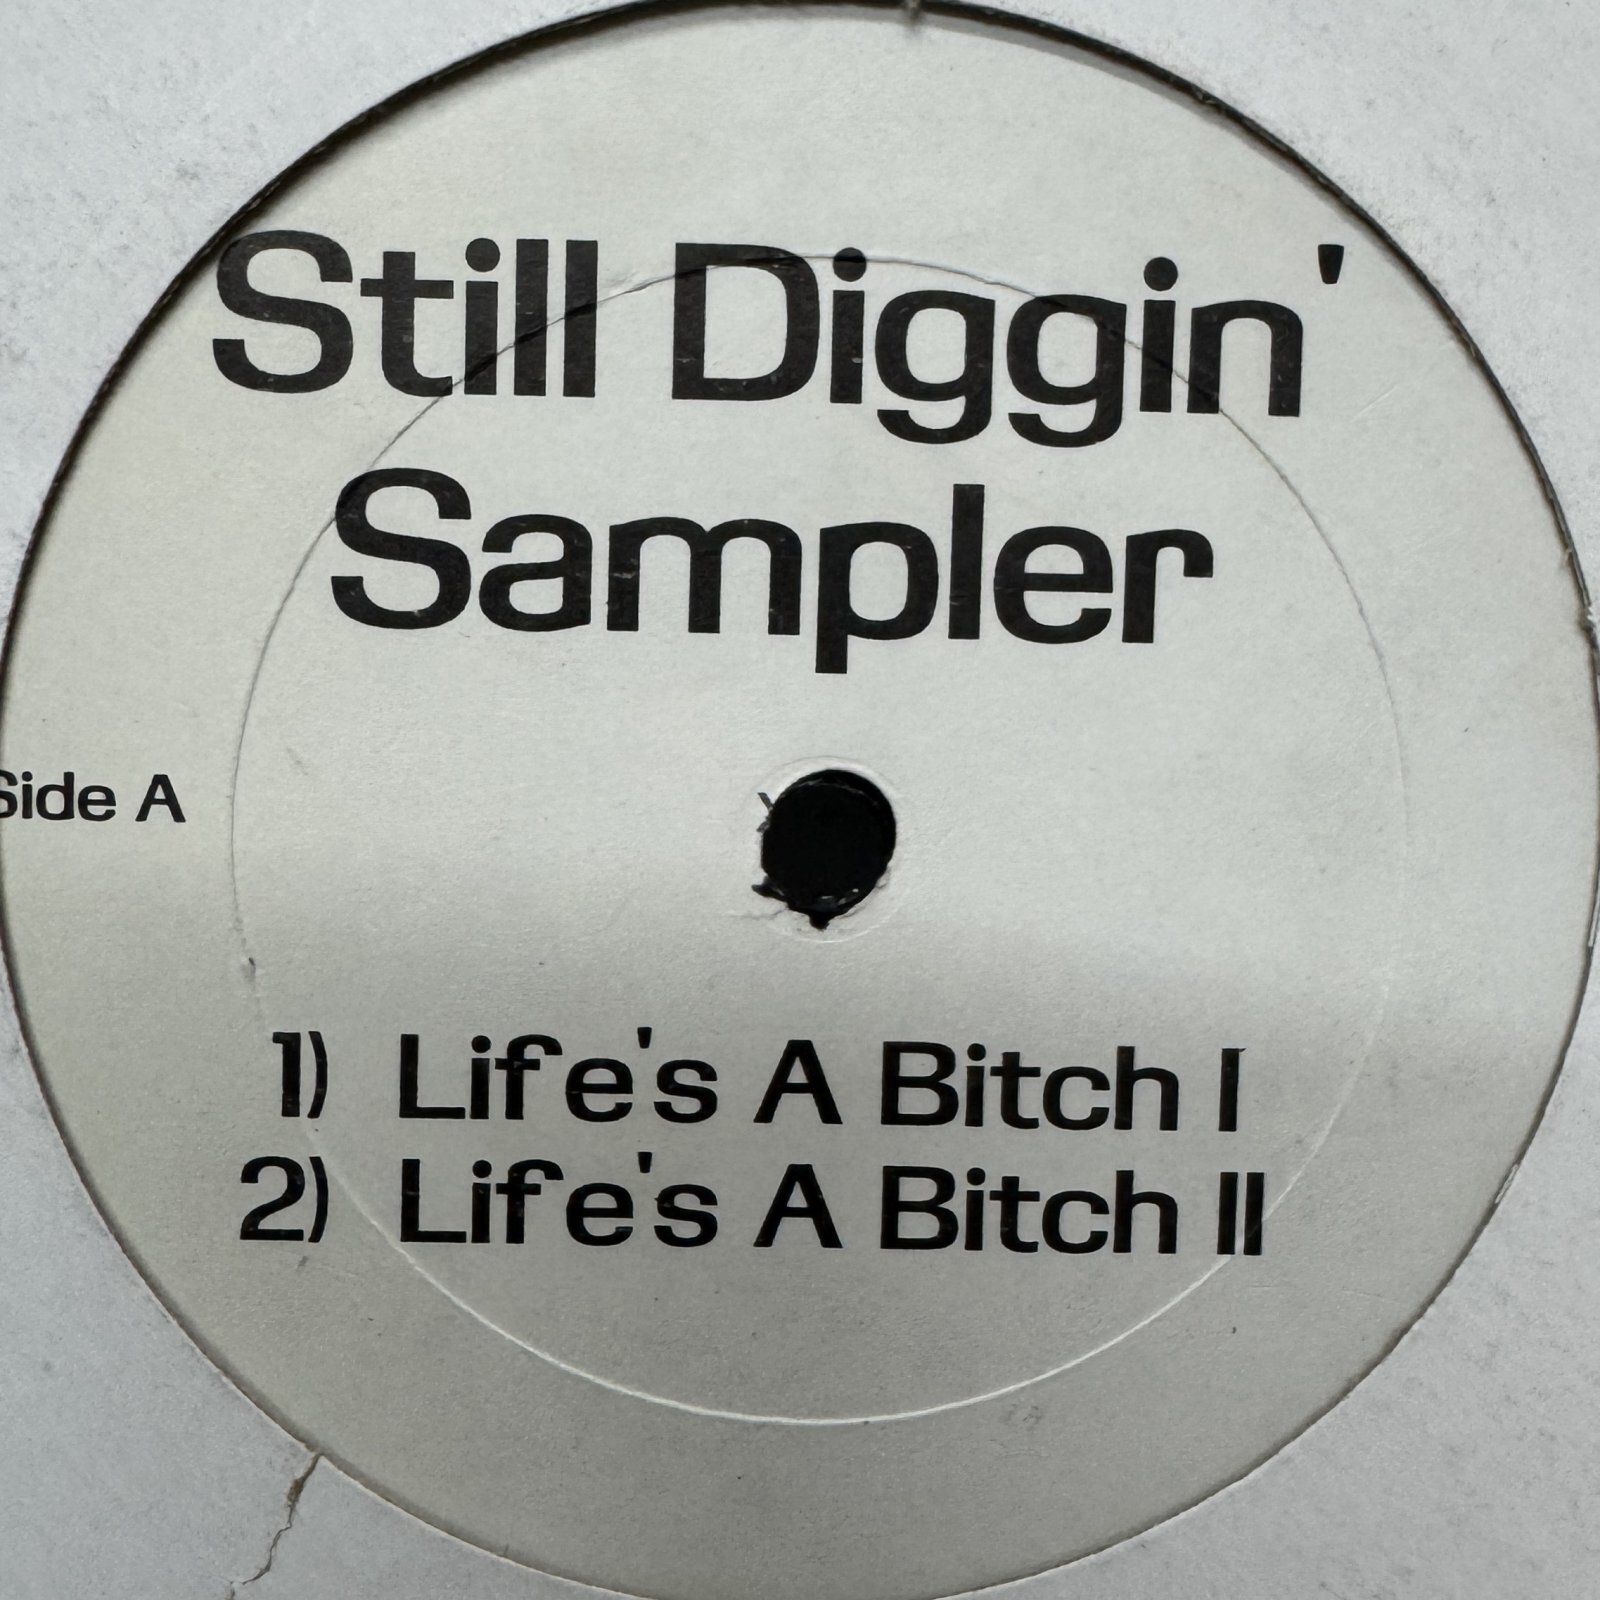 Still Diggin'
Sampler
Side A
1) Life's A Bitch I
2) Life's A Bitch II